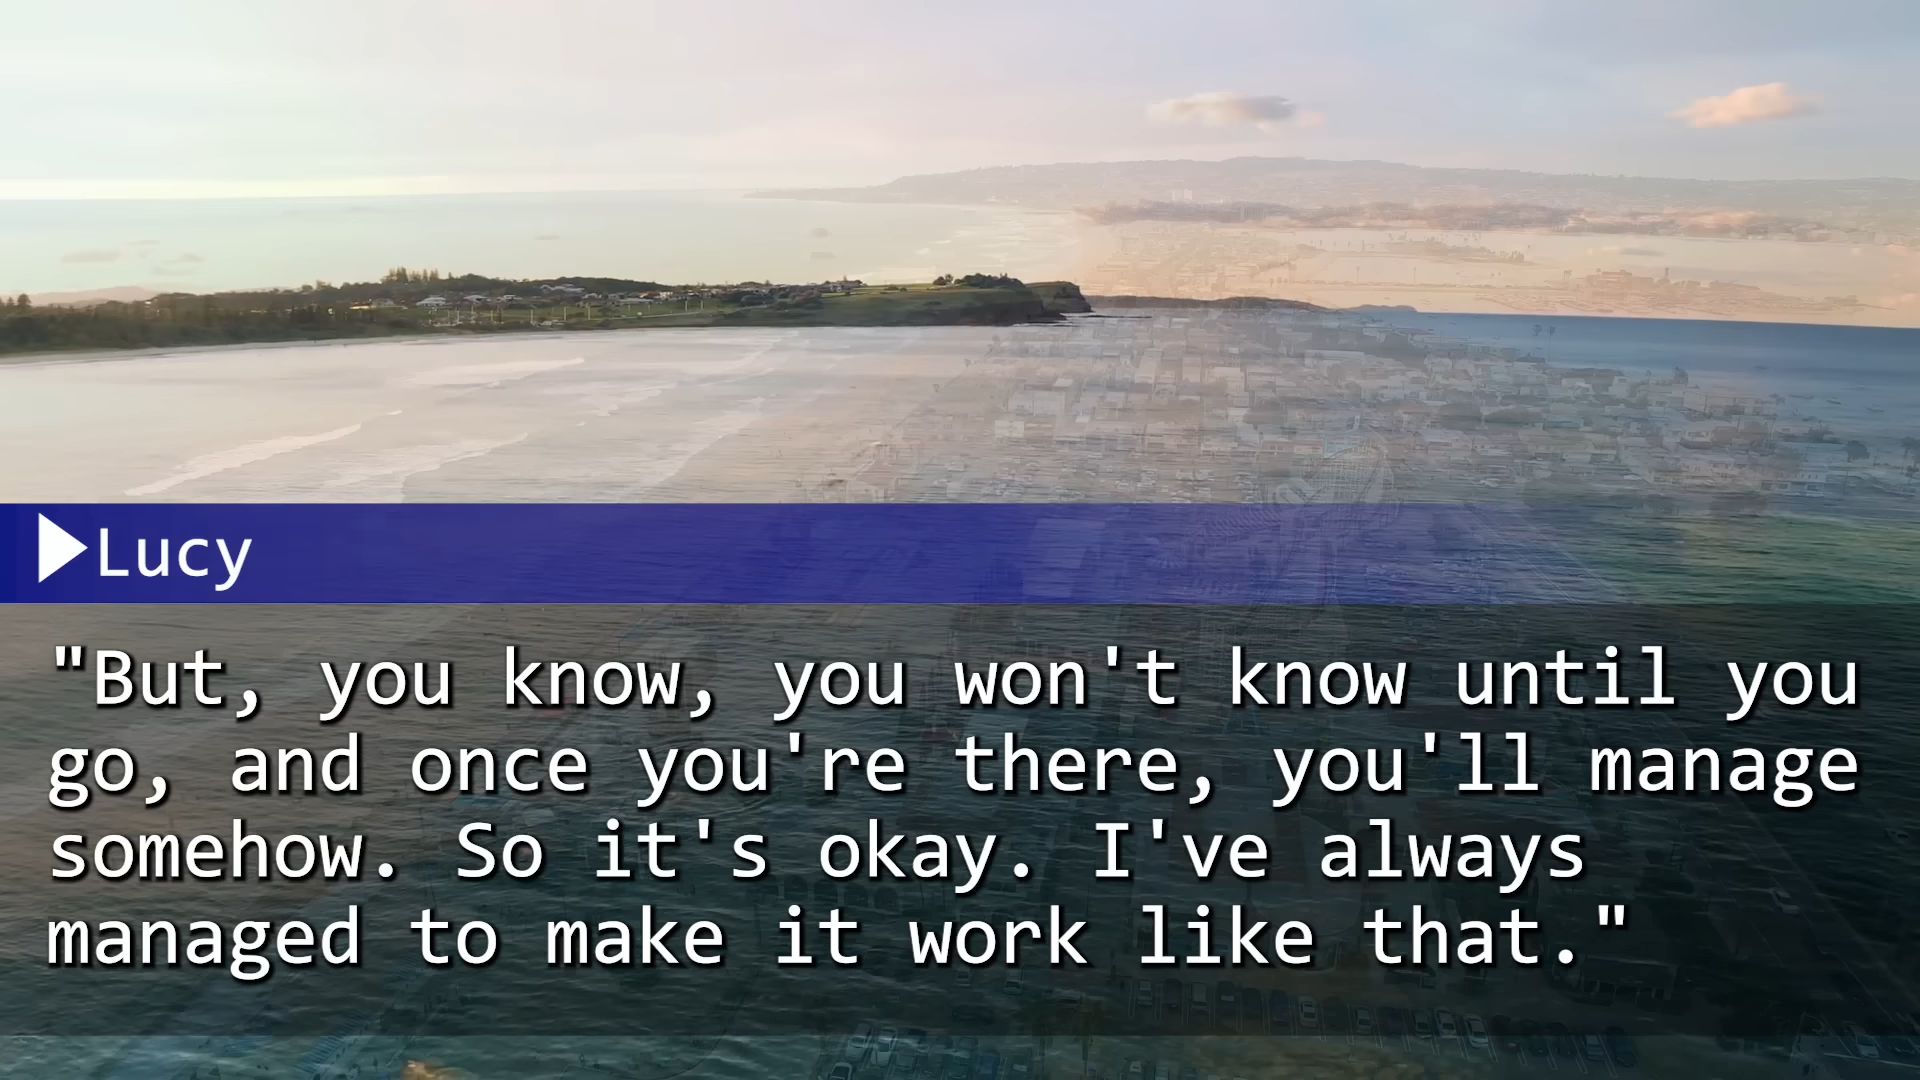 Lucy
"But, you know, you won't know until you
go, and once you're there, you'll manage
somehow. So it's okay. I've always
managed to make it work like that."